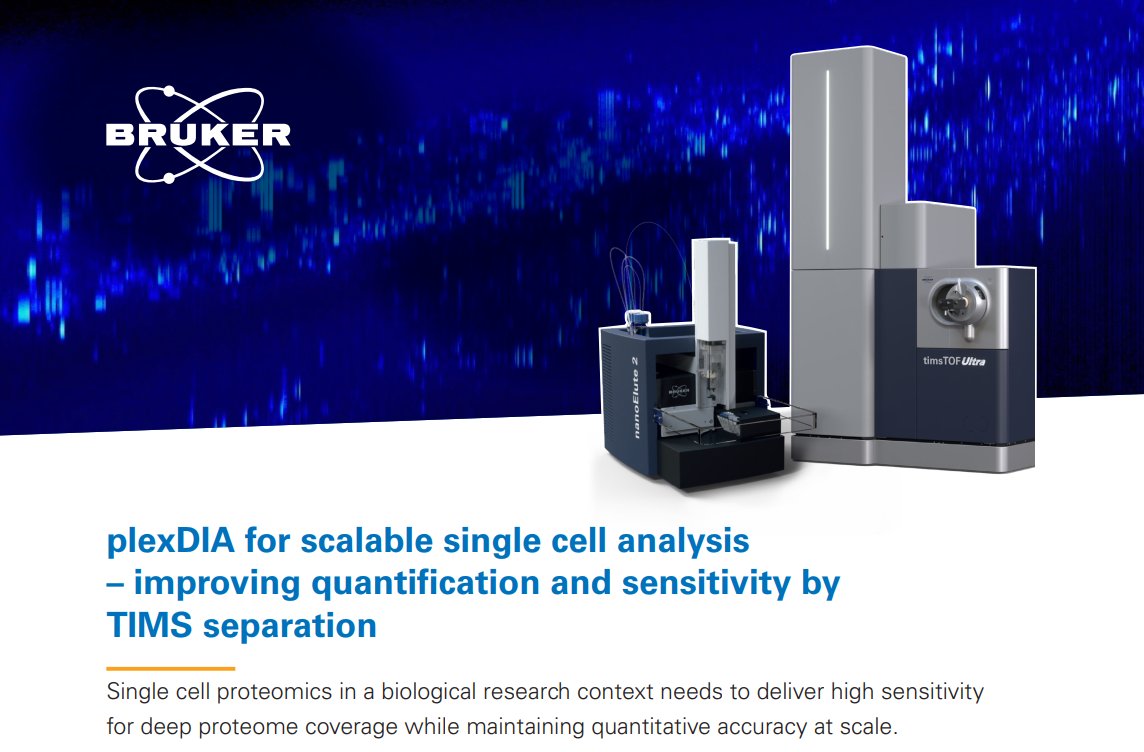 BRUKER
BRUKER
timsTOF Ultra
nanoElute 2
BRUKER
plexDIA for scalable single cell analysis
– improving quantification and sensitivity by
TIMS separation
Single cell proteomics in a biological research context needs to deliver high sensitivity
for deep proteome coverage while maintaining quantitative accuracy at scale.